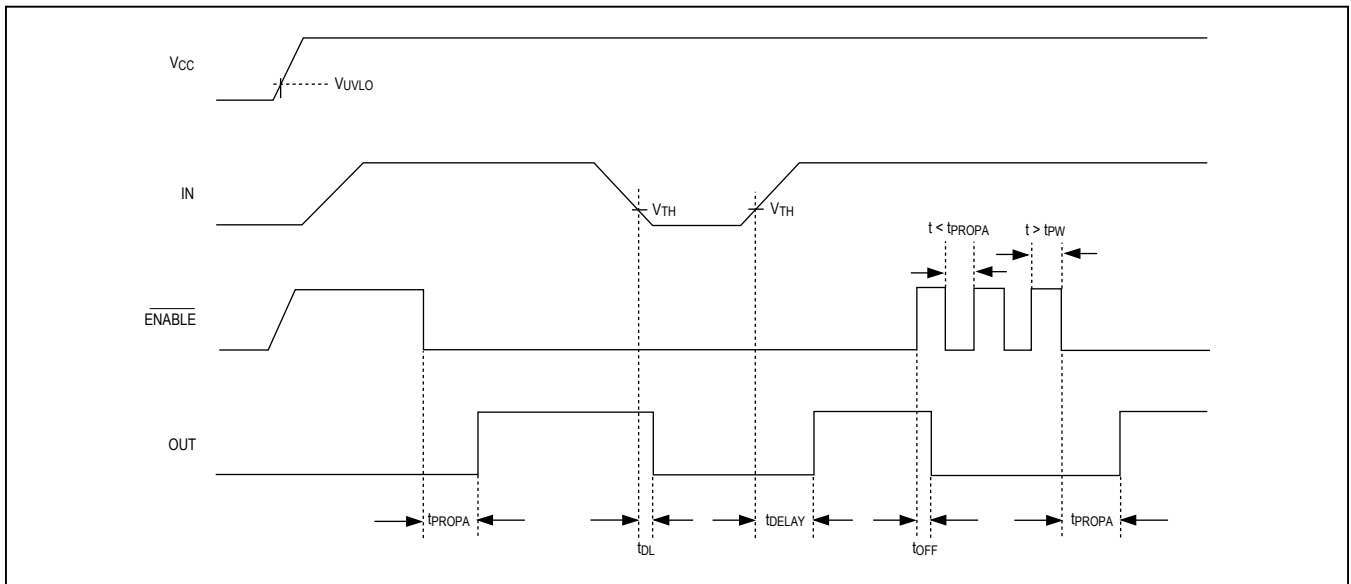 VCC
VUVLO
IN
VTH
VTH
t < tPROPA
t > tPW
ENABLE
OUT
tPROPA
tDL
tDELAY
tOFF
tPROPA